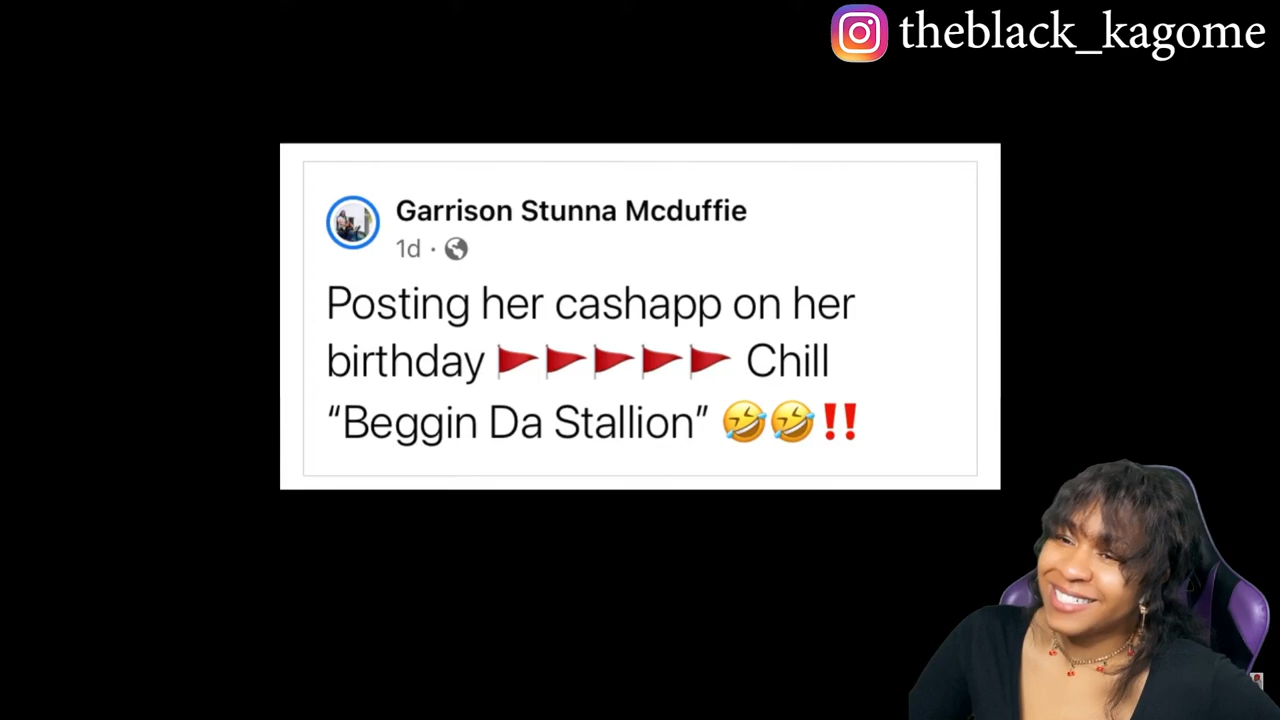 theblack_kagome
Garrison Stunna Mcduffie
1d ·
Posting her cashapp on her
birthday 🚩🚩🚩🚩🚩 Chill
“Beggin Da Stallion” 🤣🤣‼️